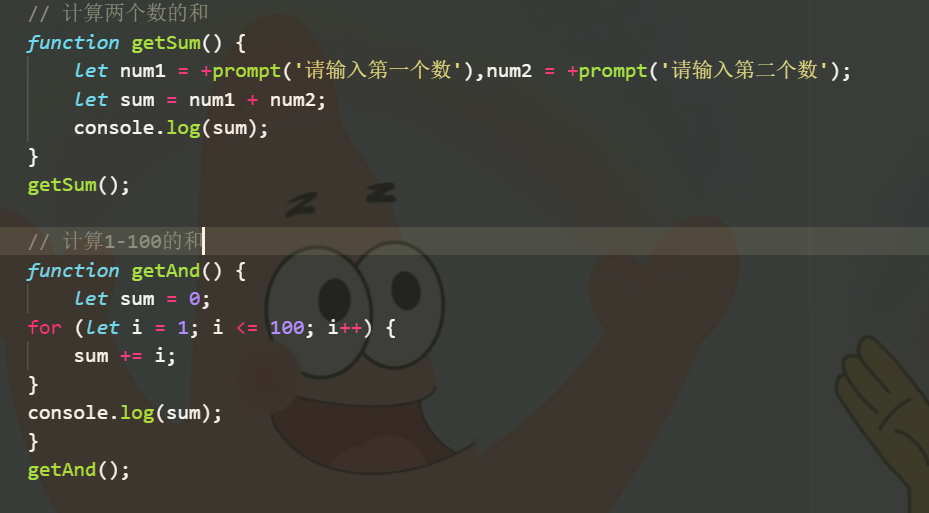 // 计算两个数的和
function getSum() {
    let num1 = +prompt('请输入第一个数'),num2 = +prompt('请输入第二个数');
    let sum = num1 + num2;
    console.log(sum);
}
getSum();

// 计算1-100的和
function getAnd() {
    let sum = 0;
for (let i = 1; i <= 100; i++) {
    sum += i;
}
console.log(sum);
}
getAnd();